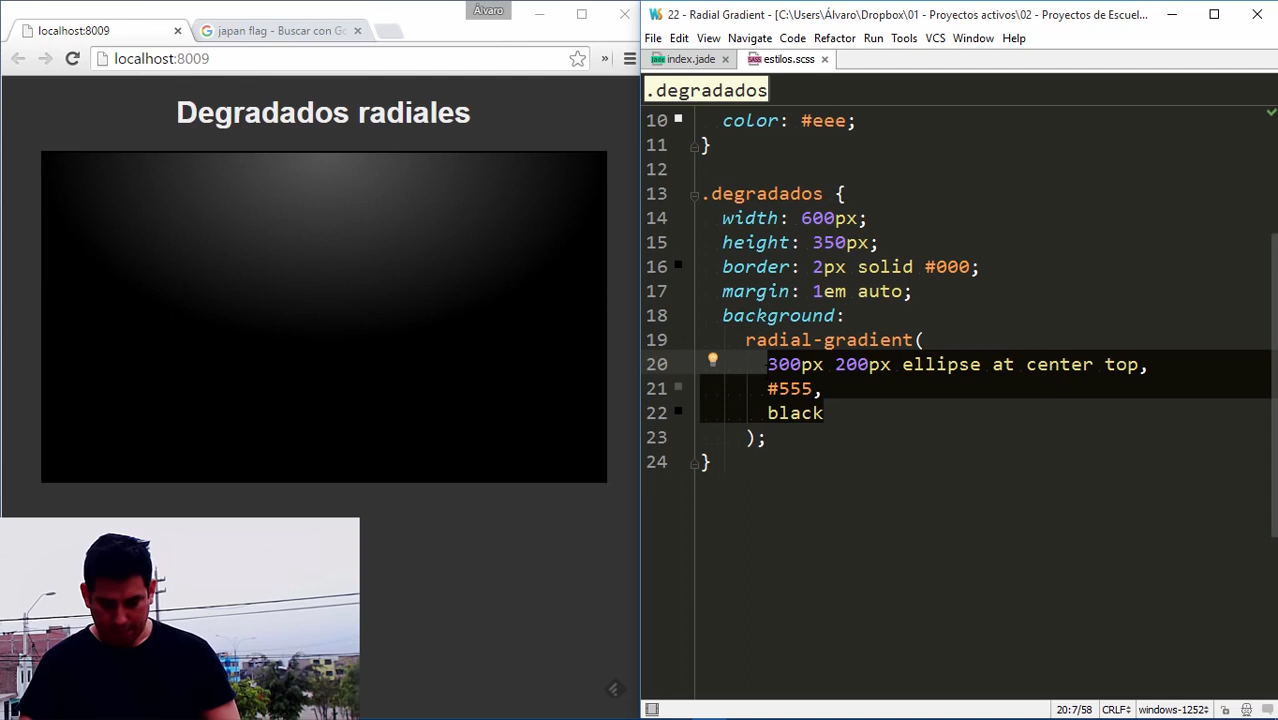 Álvaro
localhost:8009
japan flag - Buscar con Go
localhost:8009
»
Degradados radiales
22 - Radial Gradient - [C:\Users\Álvaro\Dropbox\01 - Proyectos activos\02 - Proyectos de Escuel...
File Edit View Navigate Code Refactor Run Tools VCS Window Help
index.jade
estilos.scss
.degradados
10 color: #eee;
11 }
12
13 .degradados {
14 width: 600px;
15 height: 350px;
16 border: 2px solid #000;
17 margin: 1em auto;
18 background:
19 radial-gradient(
20 300px 200px ellipse at center top,
21 #555,
22 black
23 );
24 }
20:7/58 CRLF windows-1252